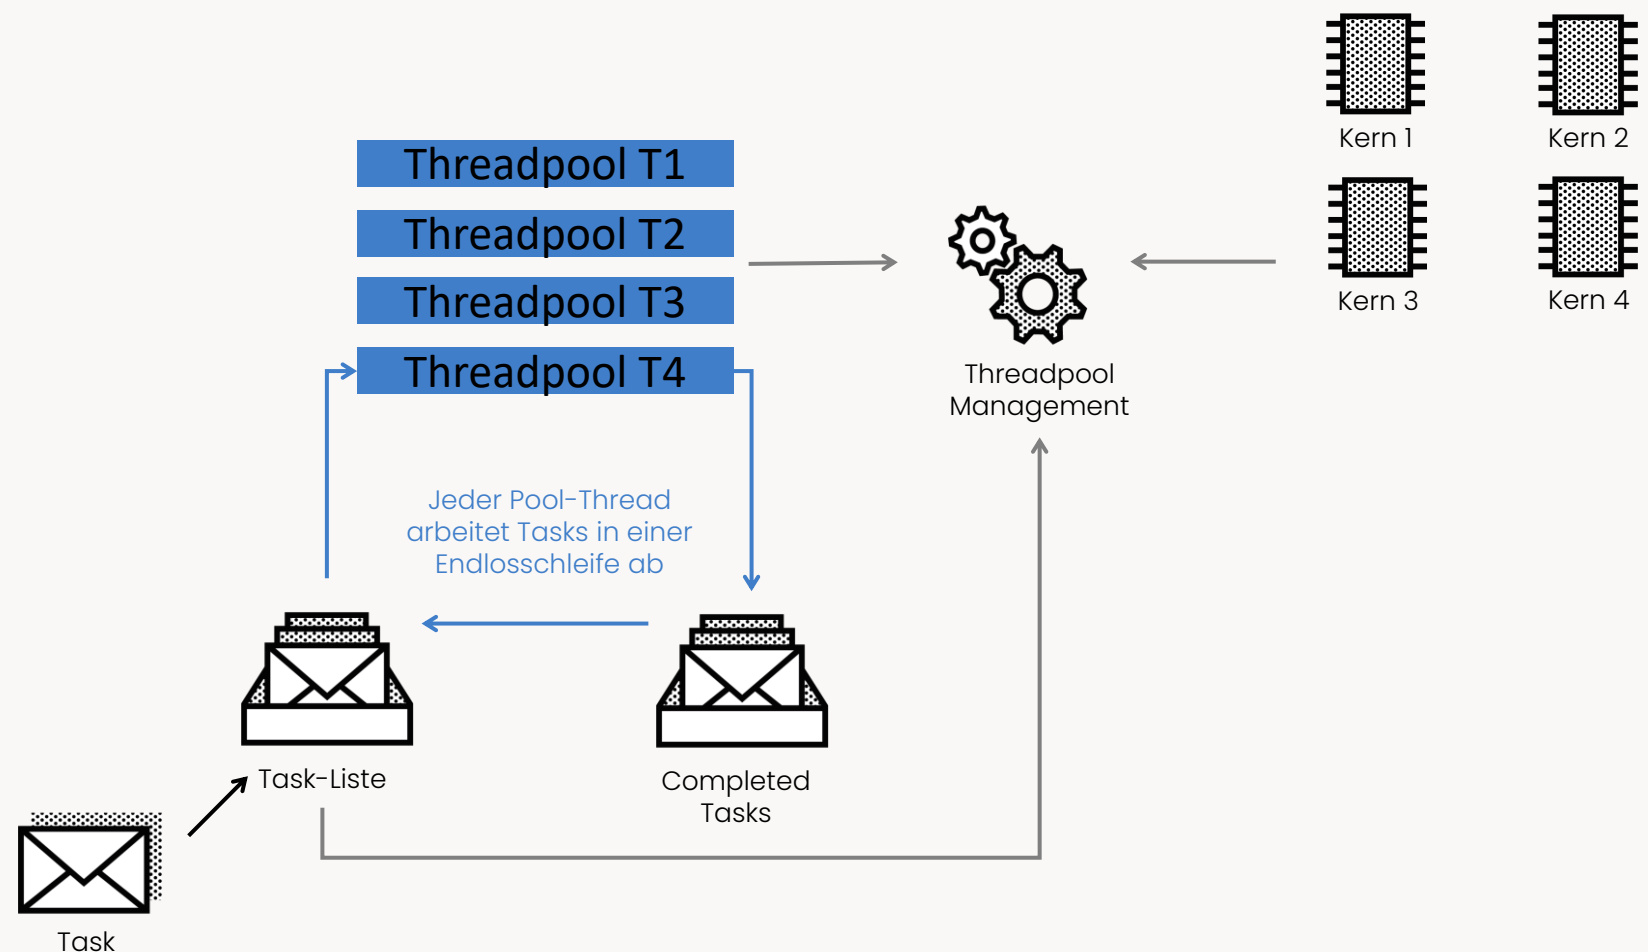 Kern 1
Kern 2
Threadpool T1
Threadpool T2
Threadpool T3
Kern 3
Kern 4
Threadpool T4
Threadpool
Management
Jeder Pool-Thread
arbeitet Tasks in einer
Endlosschleife ab
Task-Liste
Completed
Tasks
Task